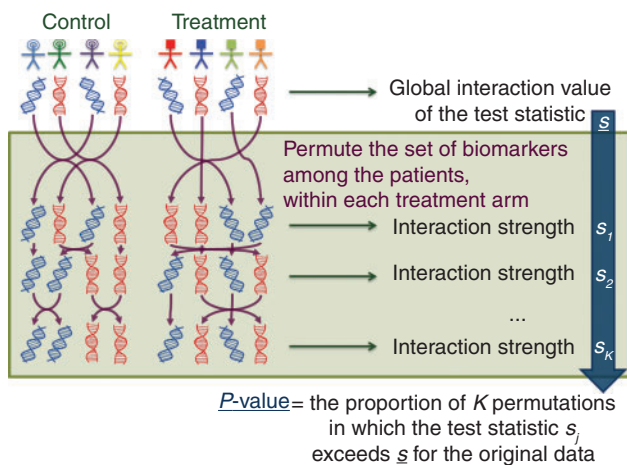 Control Treatment
Global interaction value
of the test statistic
s
Permute the set of biomarkers
among the patients,
within each treatment arm
Interaction strength s1
Interaction strength s2
...
Interaction strength sK
P-value = the proportion of K permutations
in which the test statistic sj
exceeds s for the original data